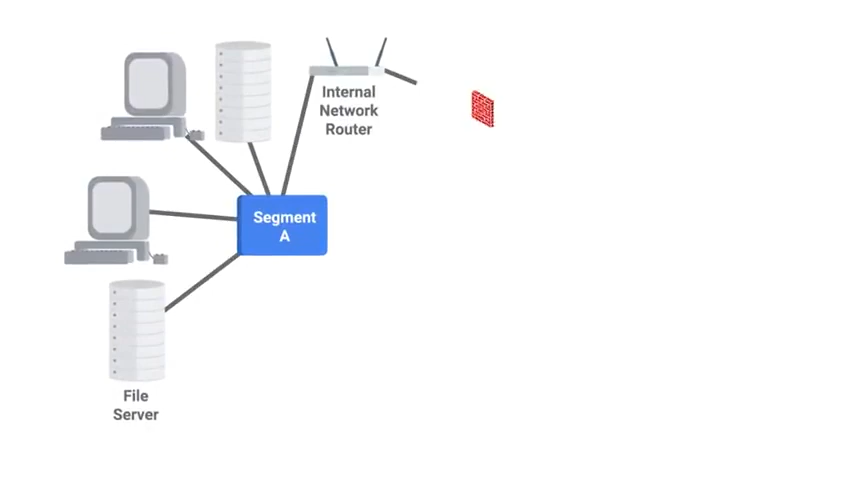 Internal
Network
Router
Segment
A
File
Server